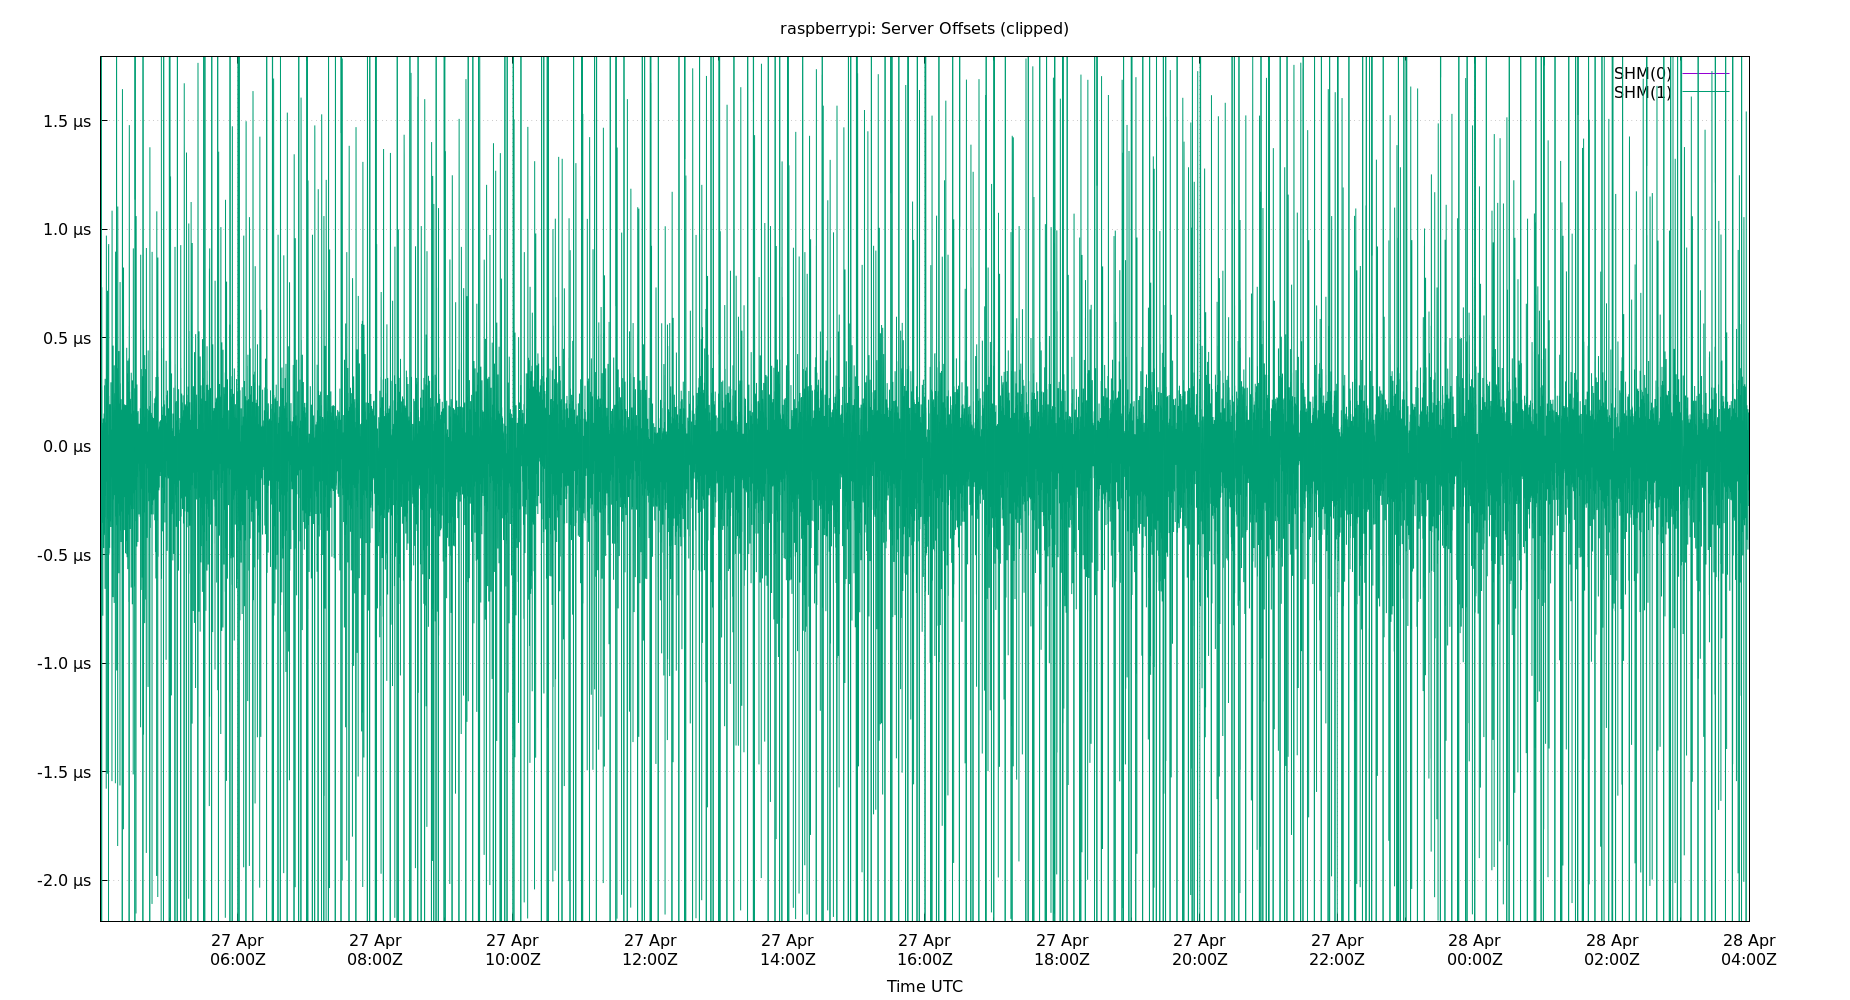 raspberrypi: Server Offsets (clipped)
SHM(0)
SHM(1)
1.5 µs
1.0 µs
0.5 µs
0.0 µs
-0.5 µs
-1.0 µs
-1.5 µs
-2.0 µs
27 Apr 27 Apr 27 Apr 27 Apr 27 Apr 27 Apr 27 Apr 27 Apr 27 Apr 28 Apr 28 Apr 28 Apr
06:00Z 08:00Z 10:00Z 12:00Z 14:00Z 16:00Z 18:00Z 20:00Z 22:00Z 00:00Z 02:00Z 04:00Z
Time UTC